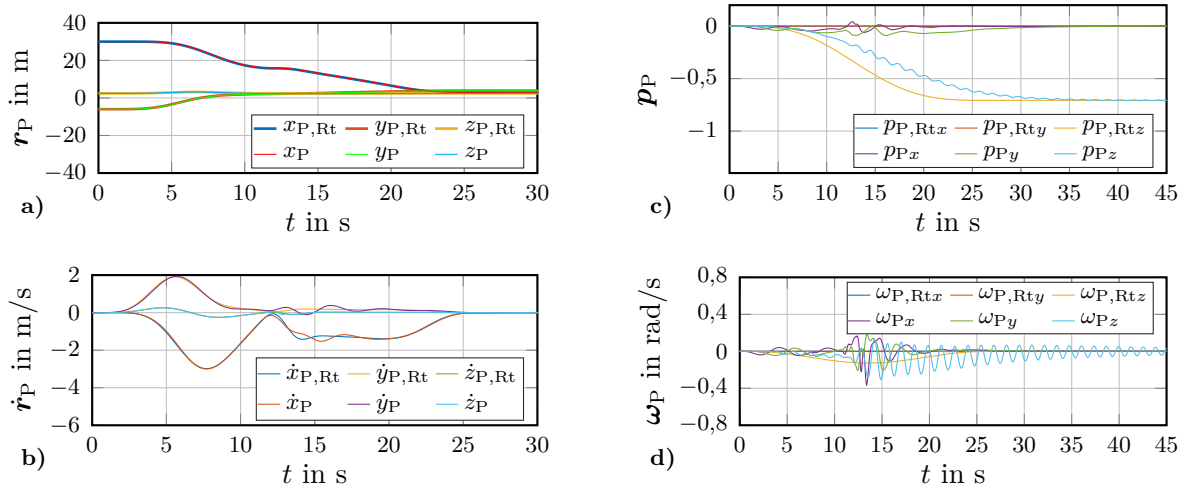 40
20
0
−20
−40
r_P in m
x_P,Rt y_P,Rt z_P,Rt
x_P y_P z_P
0 5 10 15 20 25 30
a)
t in s
2
0
−2
−4
−6
ṙ_P in m/s
ẋ_P,Rt ẏ_P,Rt ż_P,Rt
ẋ_P ẏ_P ż_P
0 5 10 15 20 25 30
b)
t in s
0
−0,5
−1
p_P
p_P,Rtx p_P,Rty p_P,Rtz
p_Px p_Py p_Pz
0 5 10 15 20 25 30 35 40 45
c)
t in s
0,8
0,4
0
−0,4
−0,8
ω_P in rad/s
ω_P,Rtx ω_P,Rty ω_P,Rtz
ω_Px ω_Py ω_Pz
0 5 10 15 20 25 30 35 40 45
d)
t in s